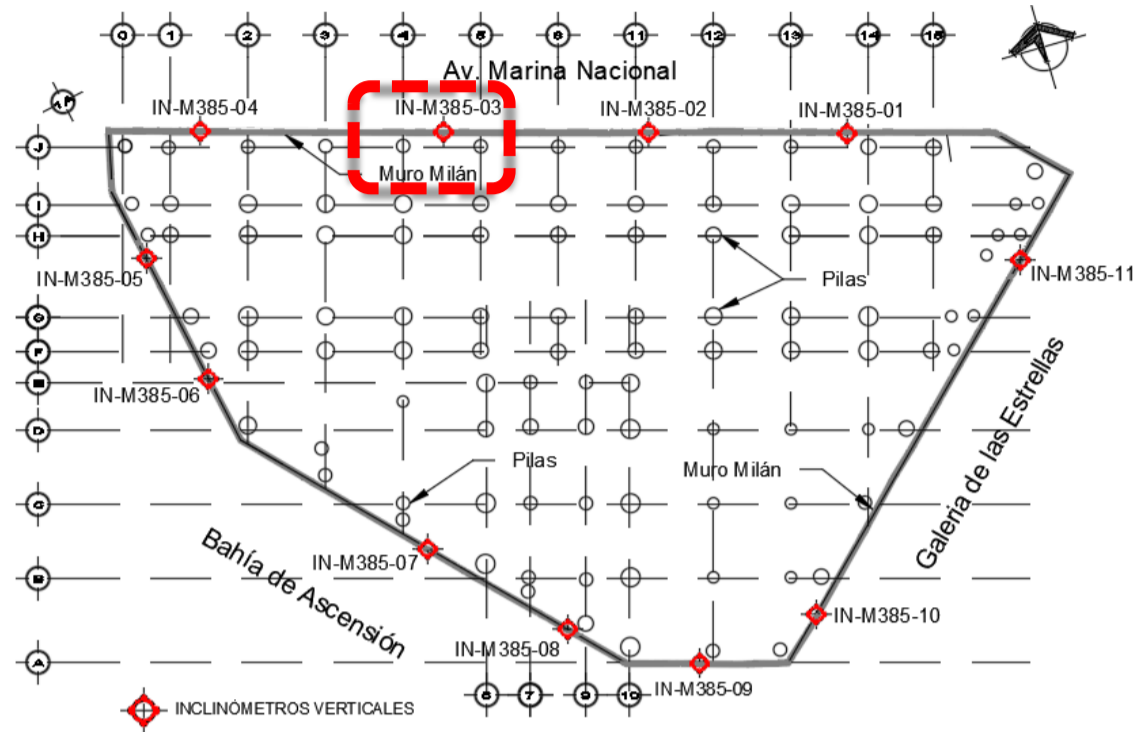 0 1 2 3 4 5 8 11 12 13 14 15
Av. Marina Nacional
IN-M385-04
IN-M385-03
IN-M385-02
IN-M385-01
J
Muro Milán
I
H
IN-M385-05
IN-M385-11
Pilas
G
F
E
IN-M385-06
D
Pilas
Muro Milán
Galeria de las Estrellas
C
Bahía de Ascensión
IN-M385-07
B
IN-M385-10
IN-M385-08
A
IN-M385-09
6 7 9 10
INCLINÓMETROS VERTICALES